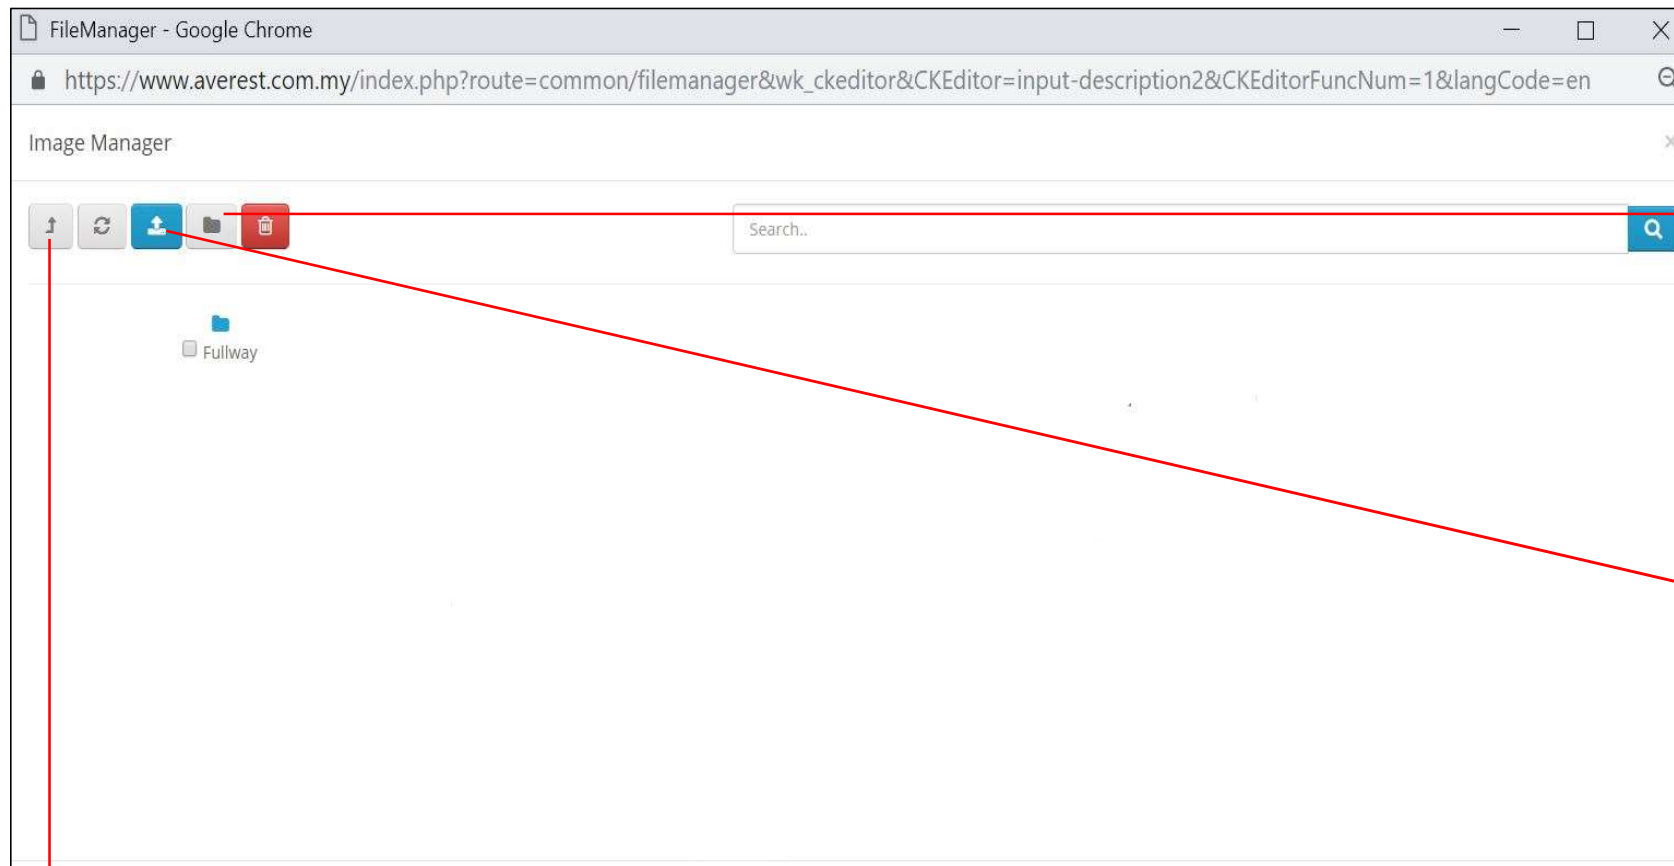 FileManager - Google Chrome
https://www.averest.com.my/index.php?route=common/filemanager&wk_ckeditor&CKEditor=input-description2&CKEditorFuncNum=1&langCode=en
Image Manager
Search..
Fullway